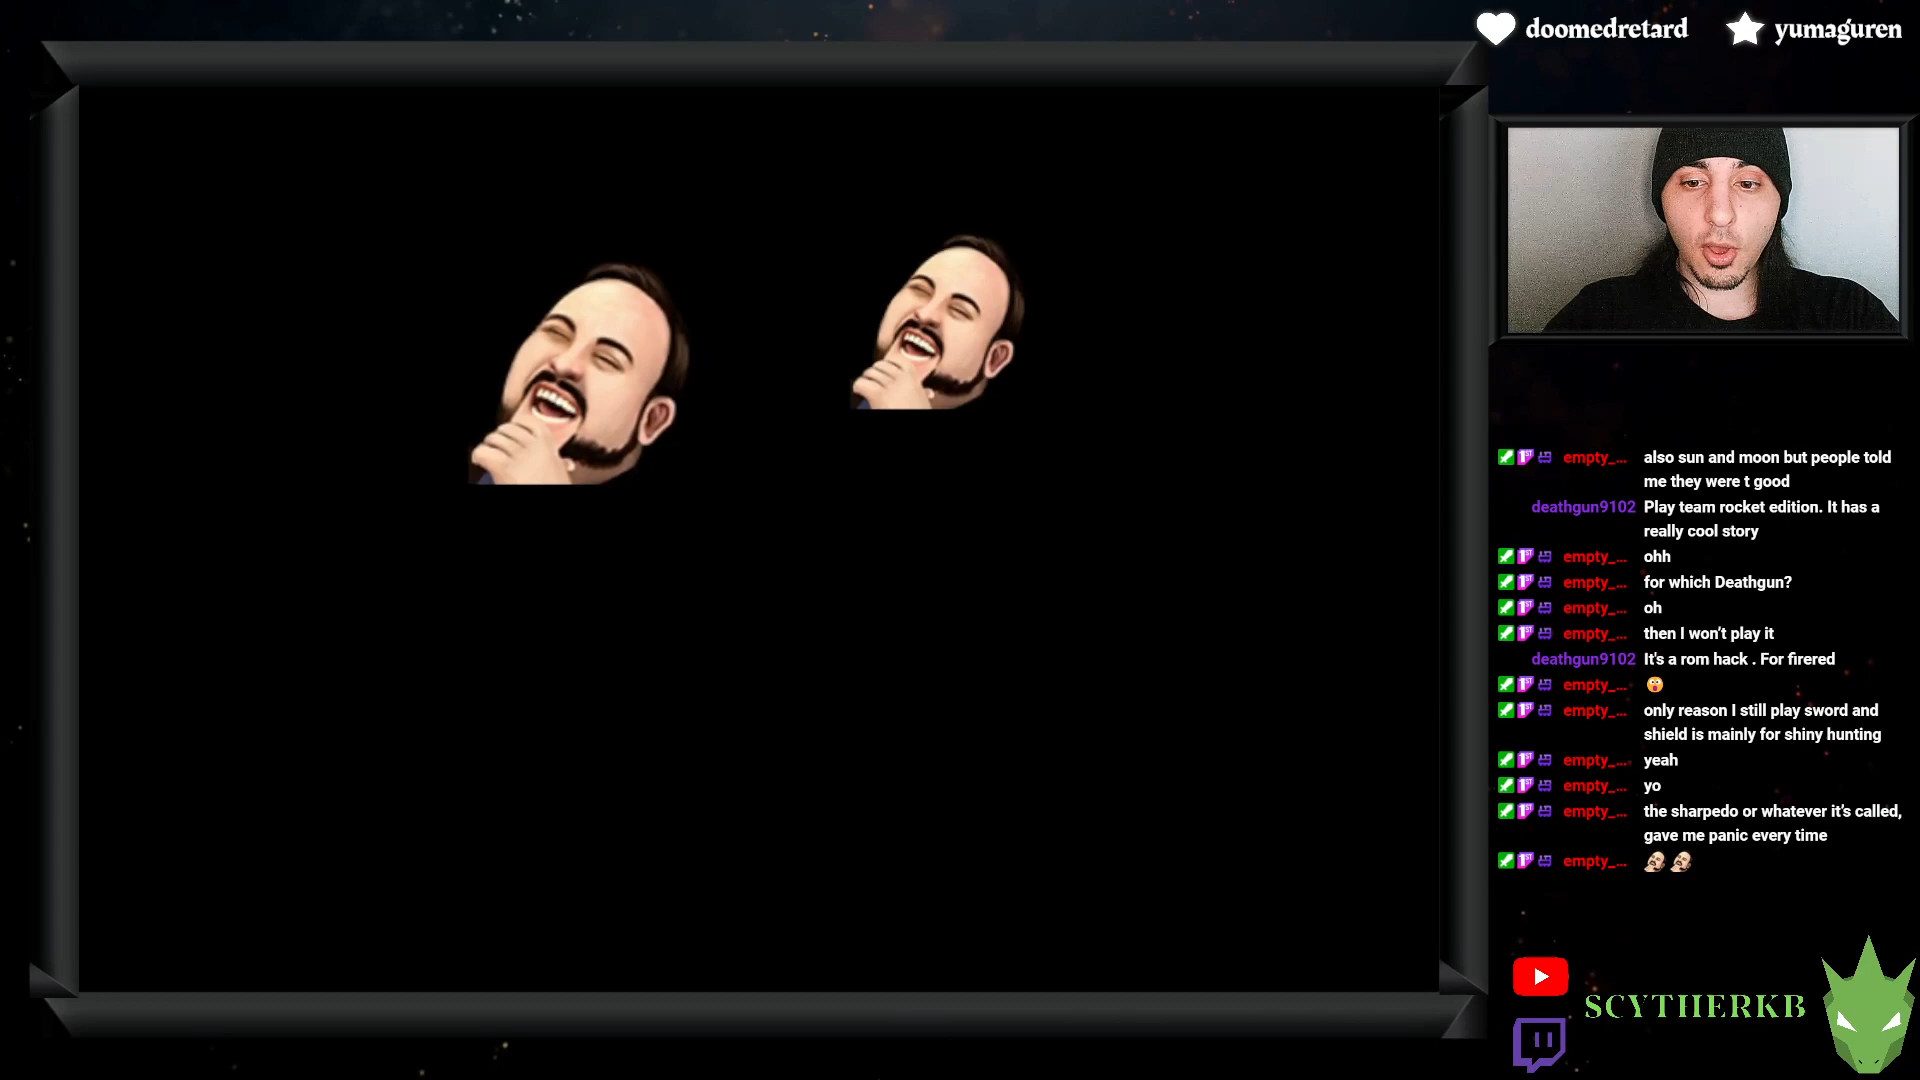 doomedretard yumaguren
empty_... also sun and moon but people told
me they were t good
deathgun9102 Play team rocket edition. It has a
really cool story
empty_... ohh
empty_... for which Deathgun?
empty_... oh
empty_... then I won’t play it
deathgun9102 It's a rom hack . For firered
empty_...
empty_... only reason I still play sword and
shield is mainly for shiny hunting
empty_... yeah
empty_... yo
empty_... the sharpedo or whatever it’s called,
gave me panic every time
empty_...
SCYTHERKB